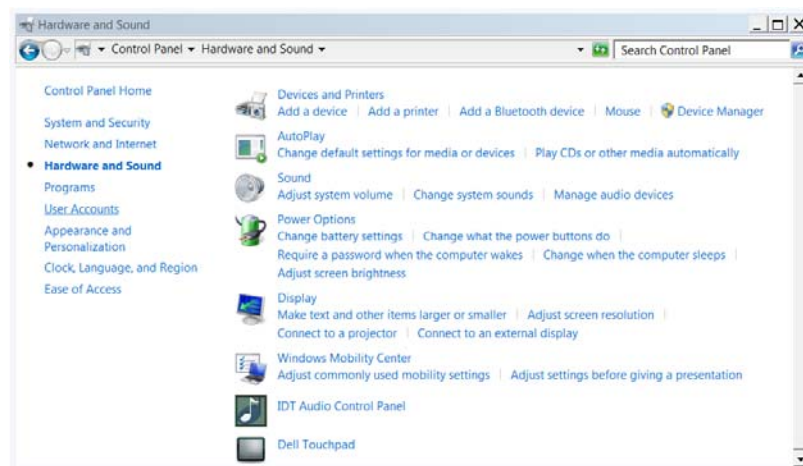 Hardware and Sound
Control Panel Hardware and Sound
Search Control Panel
Control Panel Home
System and Security
Network and Internet
Hardware and Sound
Programs
User Accounts
Appearance and
Personalization
Clock, Language, and Region
Ease of Access
Devices and Printers
Add a device Add a printer Add a Bluetooth device Mouse Device Manager
AutoPlay
Change default settings for media or devices Play CDs or other media automatically
Sound
Adjust system volume Change system sounds Manage audio devices
Power Options
Change battery settings Change what the power buttons do
Require a password when the computer wakes Change when the computer sleeps
Adjust screen brightness
Display
Make text and other items larger or smaller Adjust screen resolution
Connect to a projector Connect to an external display
Windows Mobility Center
Adjust commonly used mobility settings Adjust settings before giving a presentation
IDT Audio Control Panel
Dell Touchpad